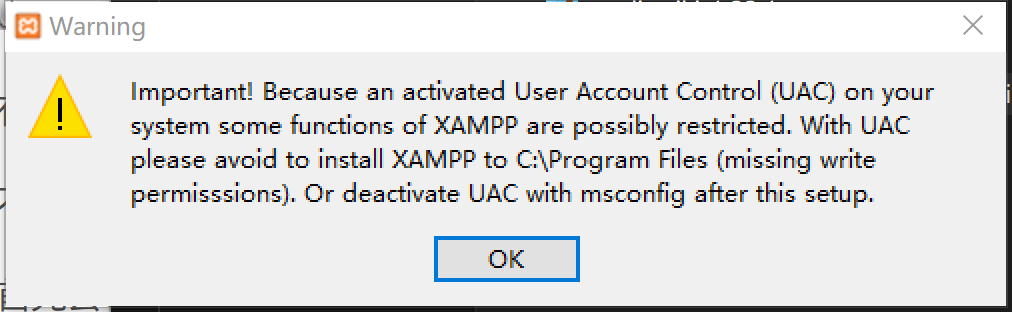 Warning
Important! Because an activated User Account Control (UAC) on your
system some functions of XAMPP are possibly restricted. With UAC
please avoid to install XAMPP to C:\Program Files (missing write
permisssions). Or deactivate UAC with msconfig after this setup.
OK